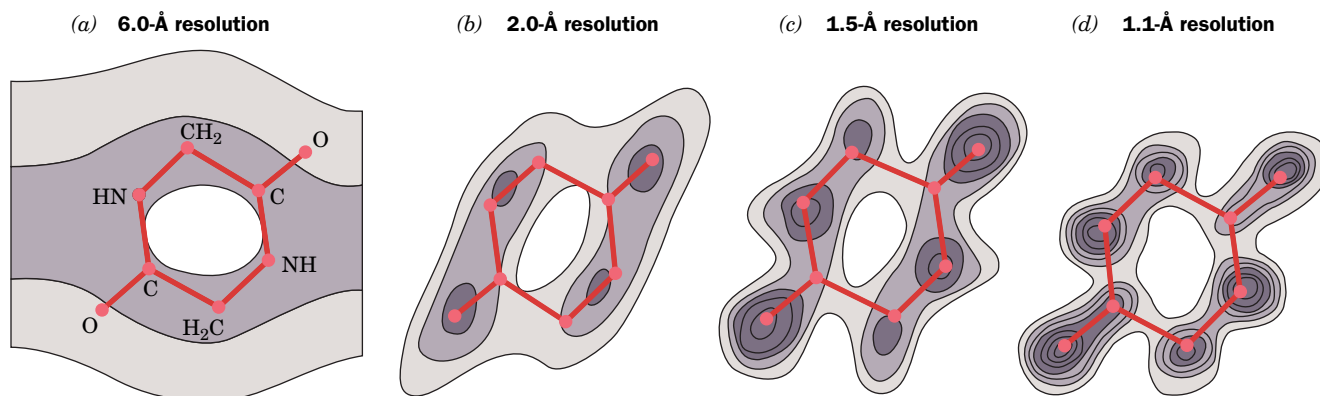 (a) 6.0-Å resolution
(b) 2.0-Å resolution
(c) 1.5-Å resolution
(d) 1.1-Å resolution
CH₂
O
HN
C
NH
C
O
H₂C